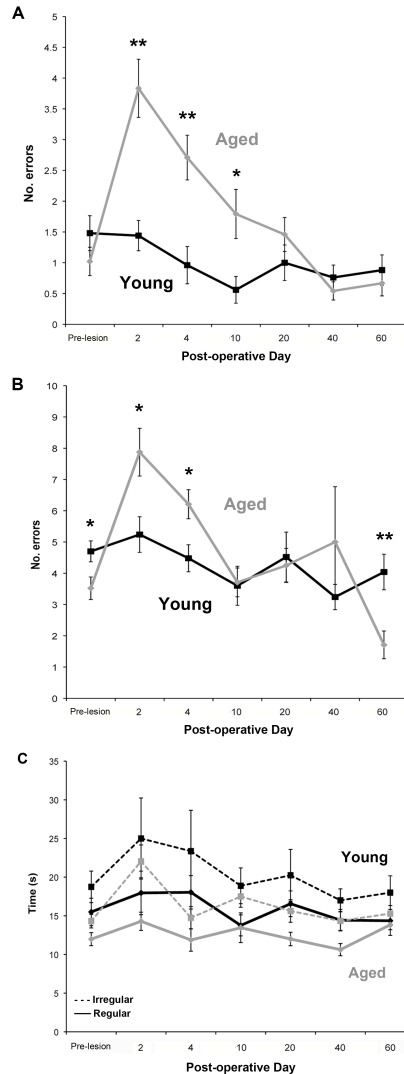 A
5
4.5
4
3.5
3
2.5
2
1.5
1
0.5
0
No. errors
**
**
*
Aged
Young
Pre-lesion 2 4 10 20 40 60
Post-operative Day
B
10
9
8
7
6
5
4
3
2
1
0
No. errors
*
*
*
**
Aged
Young
Pre-lesion 2 4 10 20 40 60
Post-operative Day
C
35
30
25
20
15
10
5
0
Time (s)
Young
Aged
Irregular
Regular
Pre-lesion 2 4 10 20 40 60
Post-operative Day